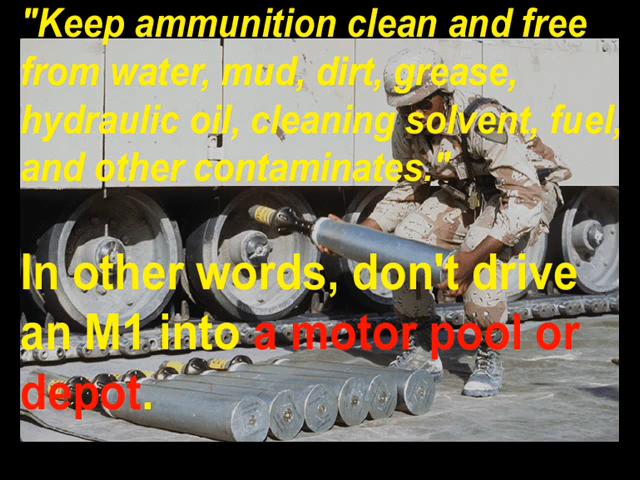 "Keep ammunition clean and free
from water, mud, dirt, grease,
hydraulic oil, cleaning solvent, fuel,
and other contaminates."
In other words, don't drive
an M1 into a motor pool or
depot.